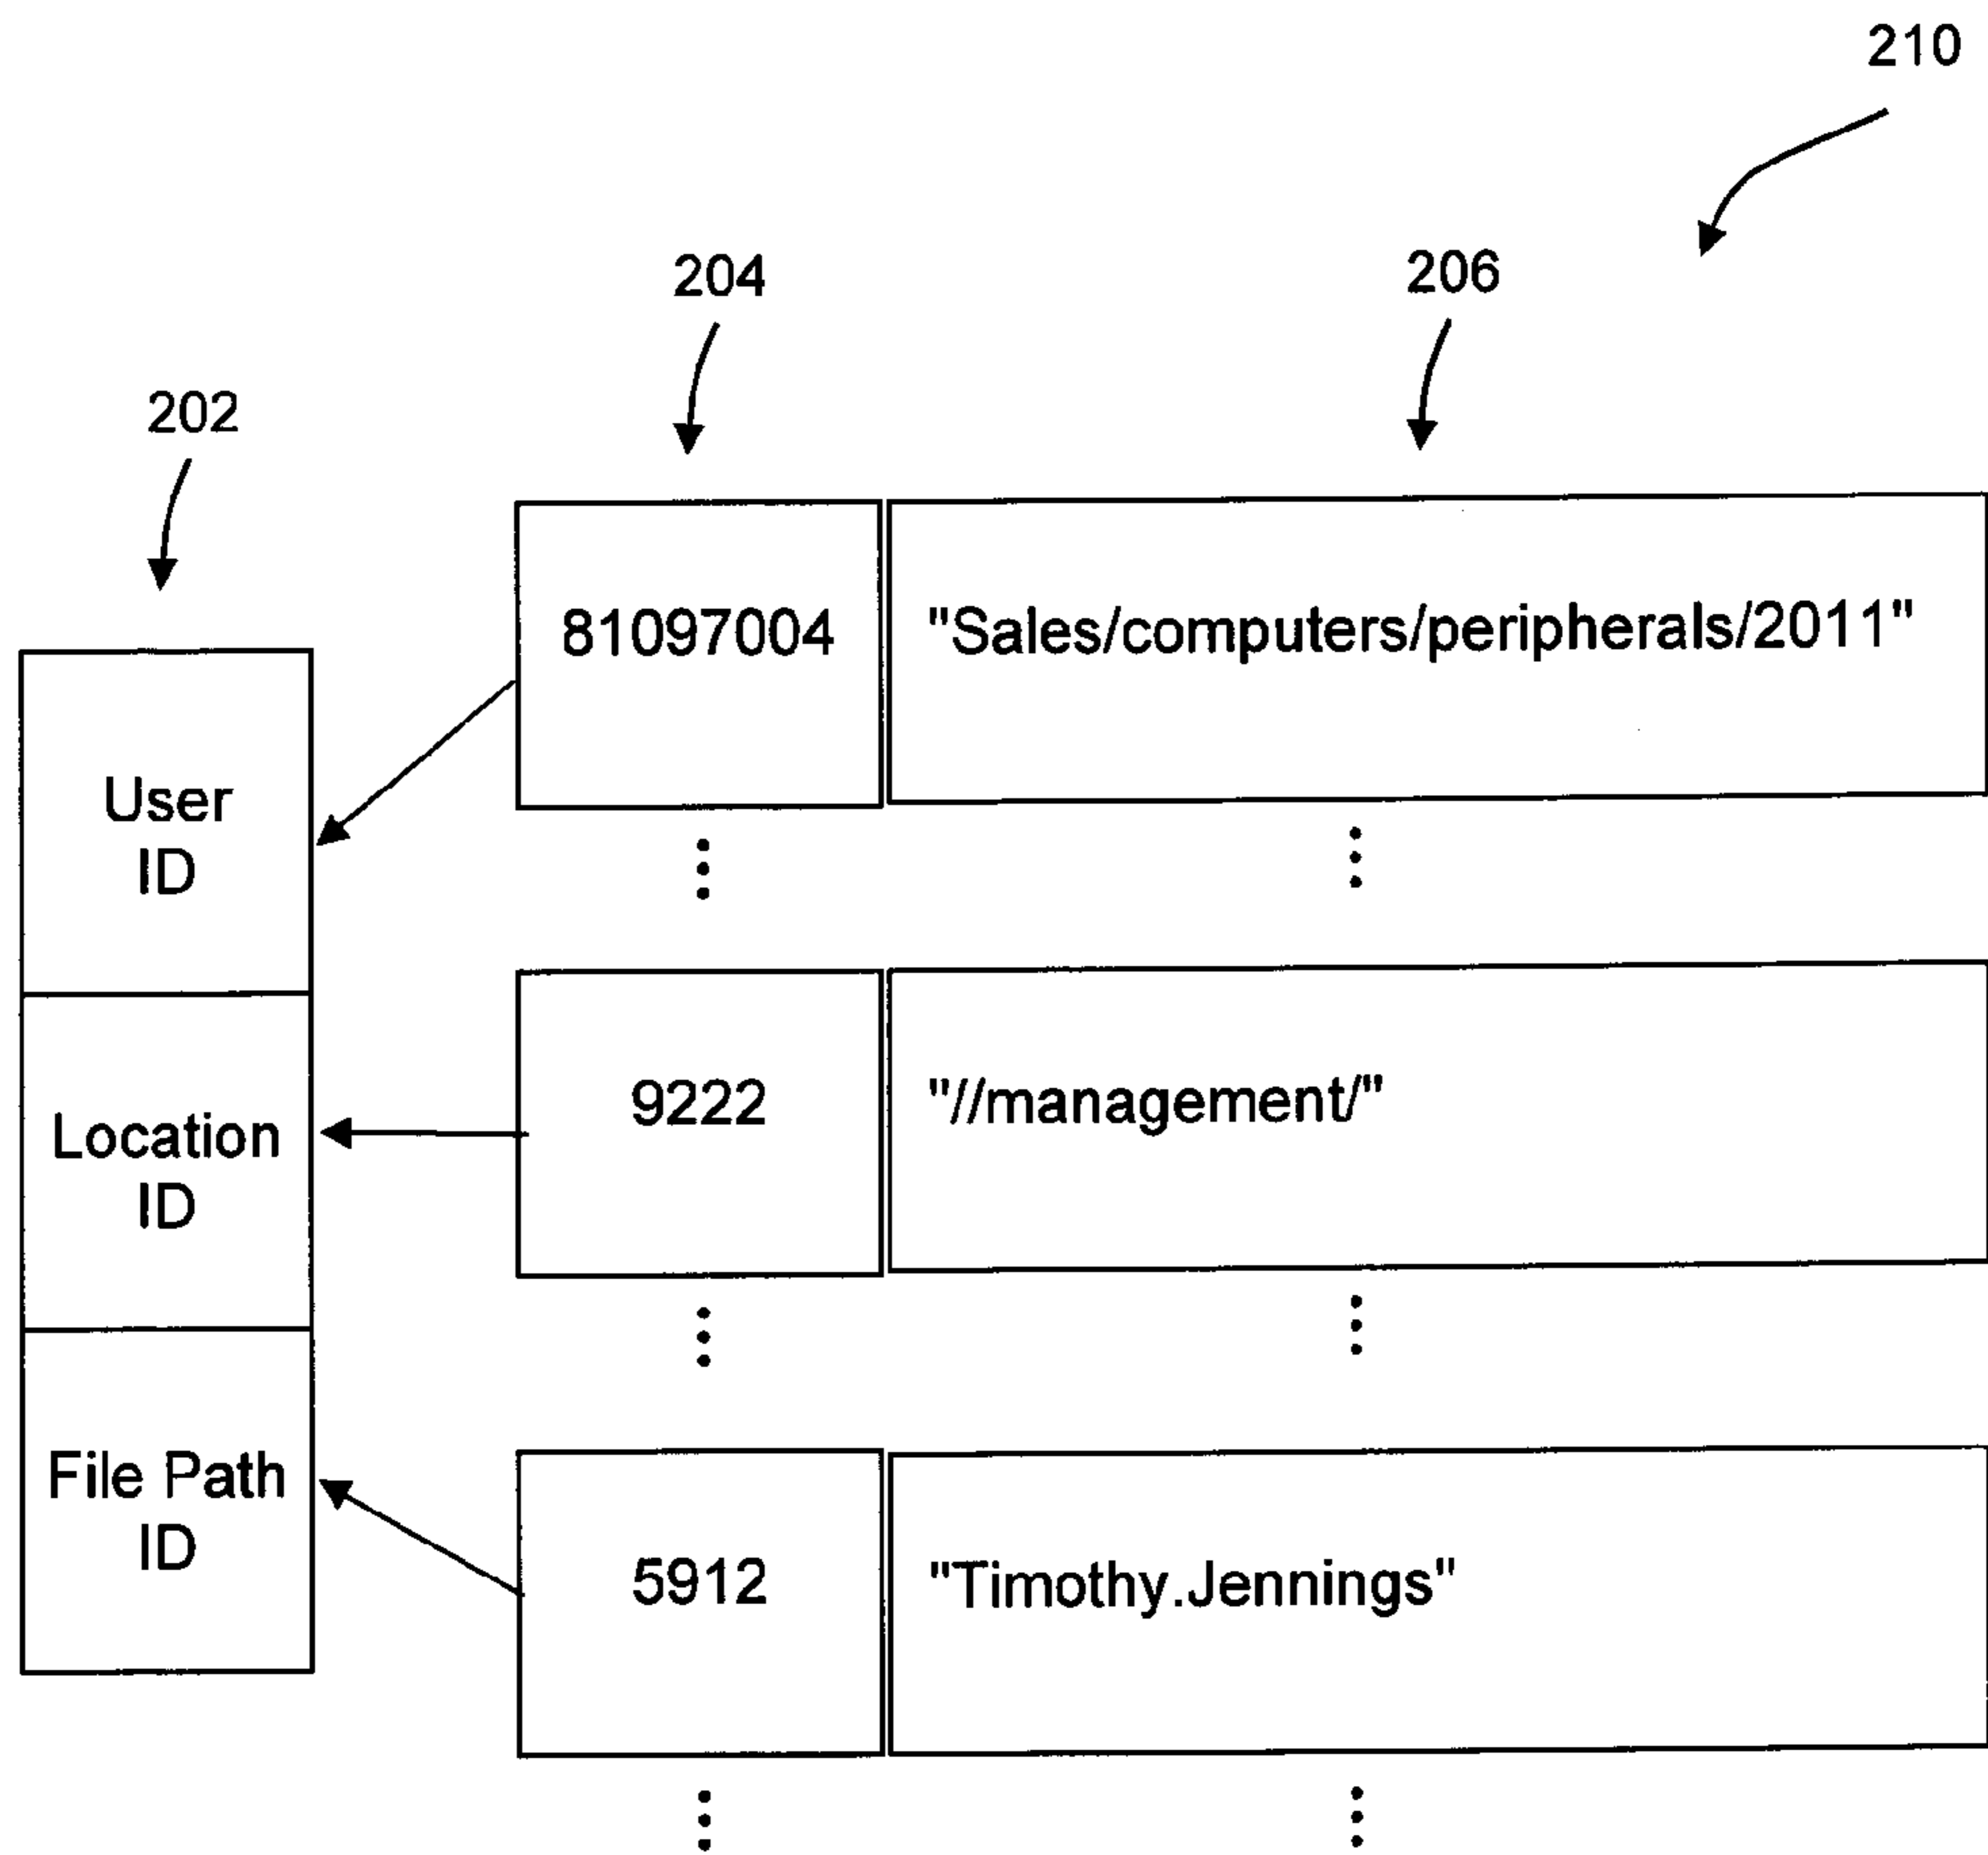 210
204
206
202
81097004
"Sales/computers/peripherals/2011"
User
ID
9222
"//management/"
Location
ID
File Path
ID
5912
"Timothy.Jennings"